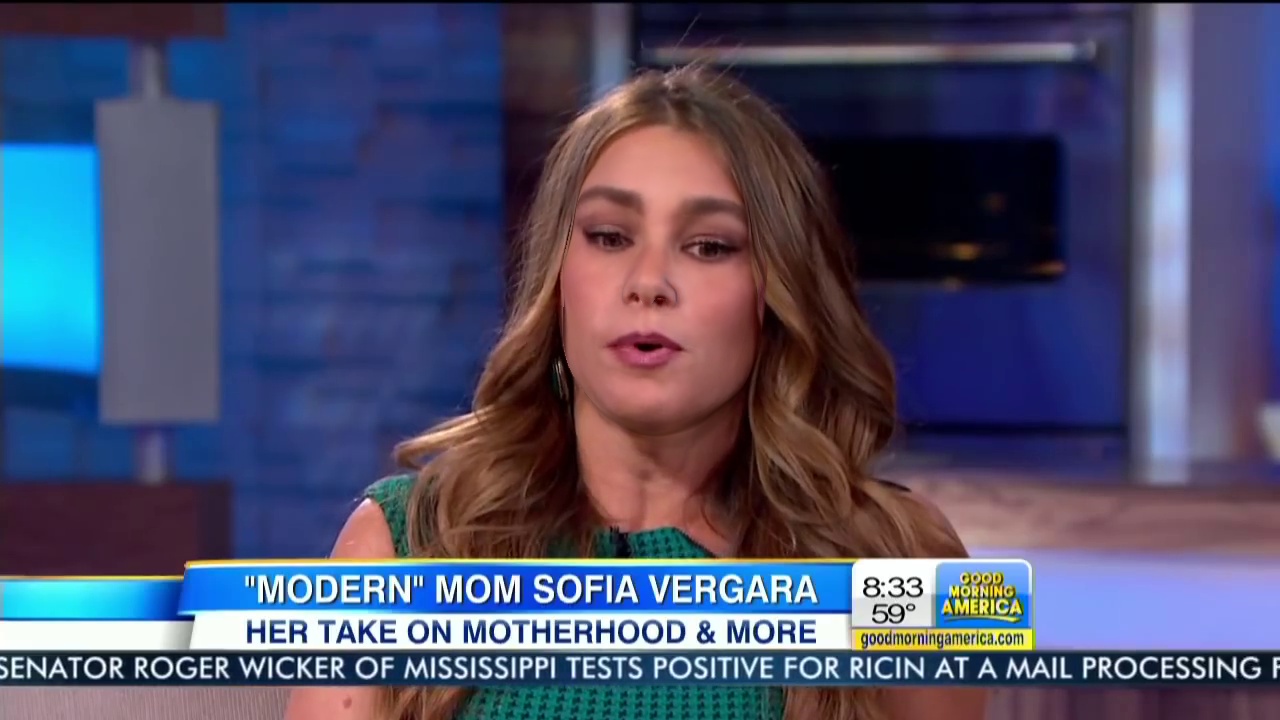 "MODERN" MOM SOFIA VERGARA
HER TAKE ON MOTHERHOOD & MORE
8:33
59°
GOOD
MORNING
AMERICA
goodmorningamerica.com
SENATOR ROGER WICKER OF MISSISSIPPI TESTS POSITIVE FOR RICIN AT A MAIL PROCESSING